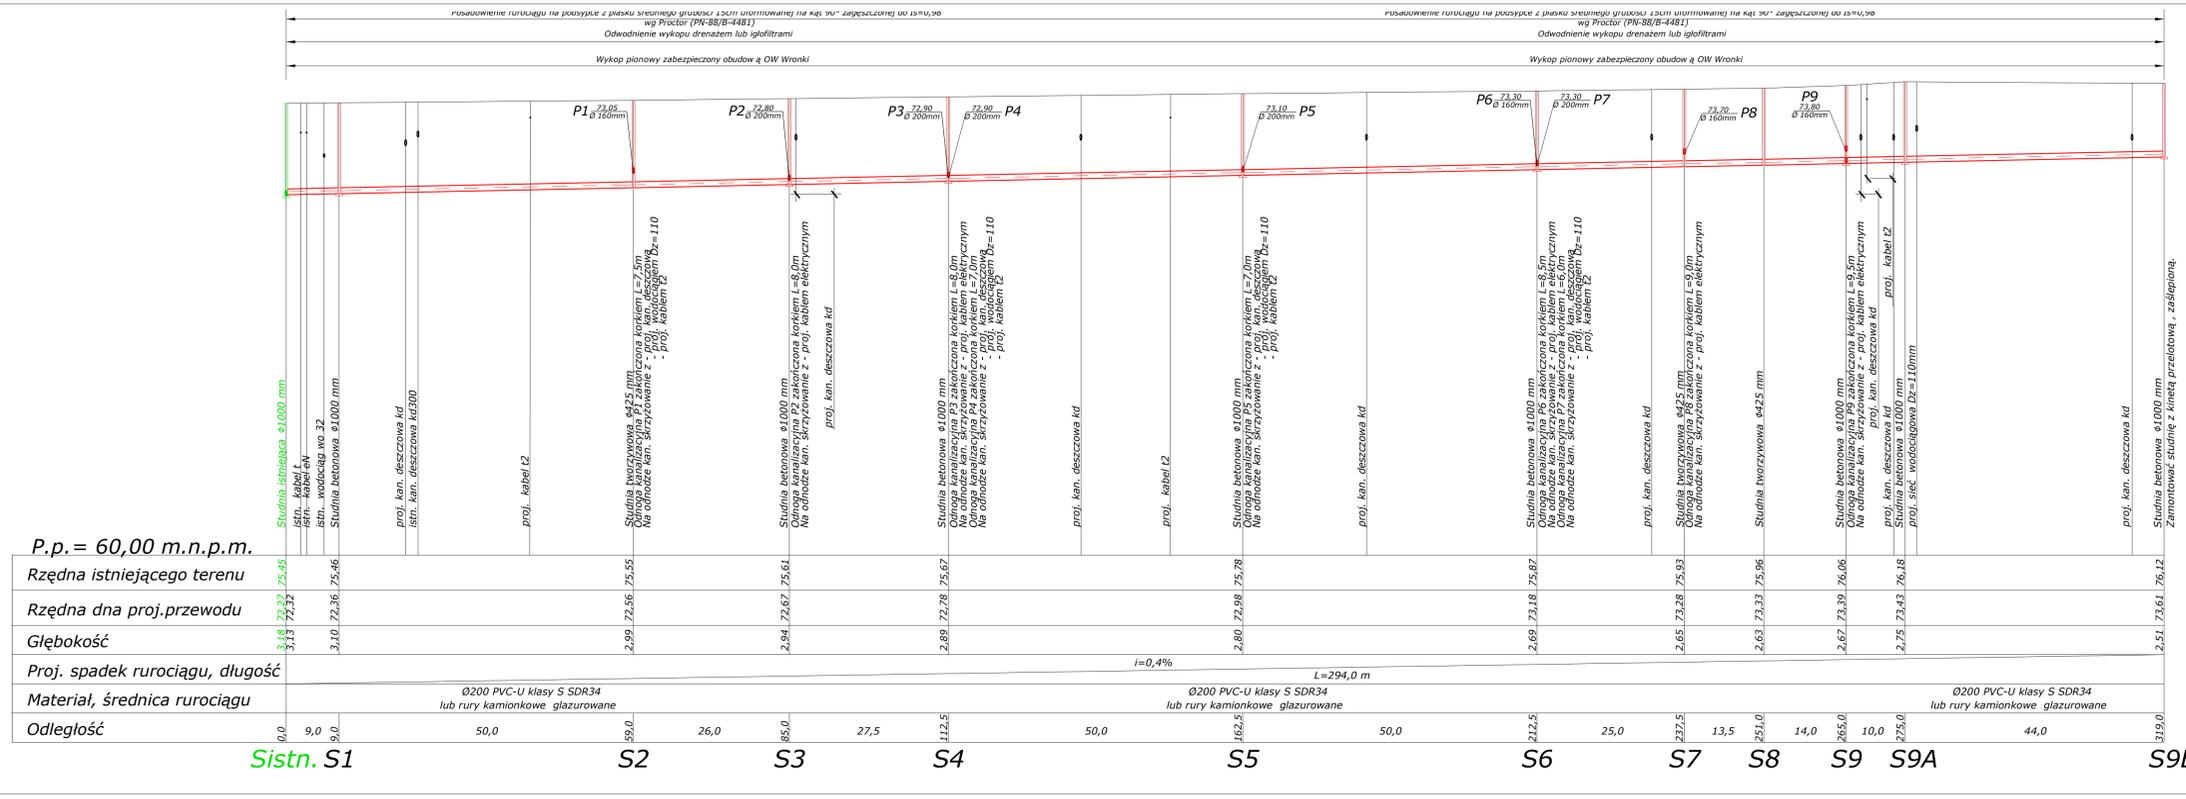 Posadowienie rurociągu na podsypce z piasku średniego grubości 15cm uformowanej na kąt 90° zagęszczonej do Is=0,98
wg Proctor (PN-88/B-4481)
Odwodnienie wykopu drenażem lub igłofiltrami
Wykop pionowy zabezpieczony obudow ą OW Wronki
Posadowienie rurociągu na podsypce z piasku średniego grubości 15cm uformowanej na kąt 90° zagęszczonej do Is=0,98
wg Proctor (PN-88/B-4481)
Odwodnienie wykopu drenażem lub igłofiltrami
Wykop pionowy zabezpieczony obudow ą OW Wronki
P1 73,05 Ø 160mm
P2 72,80 Ø 200mm
P3 72,90 Ø 200mm
72,90 Ø 200mm P4
73,10 Ø 200mm P5
P6 73,30 Ø 160mm
73,30 Ø 200mm P7
73,70 Ø 160mm P8
P9
73,80 Ø 160mm
Studnia istniejąca Φ1000 mm
istn. kabel t
istn. kabel eN
istn. wodociąg wo 32
Studnia betonowa Φ1000 mm
proj. kan. deszczowa kd
istn. kan. deszczowa kd300
proj. kabel t2
Studnia tworzywowa Φ425 mm
Odnoga kanalizacyjna P1 zakończona korkiem L=7,5m
Na odnodze kan. skrzyżowanie z - proj. kan. deszczową
- proj. wodociągiem Dz=110
- proj. kablem t2
Studnia betonowa Φ1000 mm
Odnoga kanalizacyjna P2 zakończona korkiem L=8,0m
Na odnodze kan. skrzyżowanie z - proj. kablem elektrycznym
proj. kan. deszczowa kd
Studnia betonowa Φ1000 mm
Odnoga kanalizacyjna P3 zakończona korkiem L=8,0m
Na odnodze kan. skrzyżowanie z - proj. kablem elektrycznym
Odnoga kanalizacyjna P4 zakończona korkiem L=7,0m
Na odnodze kan. skrzyżowanie z - proj. kan. deszczową
- proj. wodociągiem Dz=110
- proj. kablem t2
proj. kan. deszczowa kd
proj. kabel t2
Studnia betonowa Φ1000 mm
Odnoga kanalizacyjna P5 zakończona korkiem L=7,0m
Na odnodze kan. skrzyżowanie z - proj. kan. deszczową
- proj. wodociągiem Dz=110
- proj. kablem t2
proj. kan. deszczowa kd
Studnia betonowa Φ1000 mm
Odnoga kanalizacyjna P6 zakończona korkiem L=8,5m
Na odnodze kan. skrzyżowanie z - proj. kablem elektrycznym
Odnoga kanalizacyjna P7 zakończona korkiem L=6,0m
Na odnodze kan. skrzyżowanie z - proj. kan. deszczową
- proj. wodociągiem Dz=110
- proj. kablem t2
proj. kan. deszczowa kd
Studnia tworzywowa Φ425 mm
Odnoga kanalizacyjna P8 zakończona korkiem L=9,0m
Na odnodze kan. skrzyżowanie z - proj. kablem elektrycznym
Studnia tworzywowa Φ425 mm
Studnia betonowa Φ1000 mm
Odnoga kanalizacyjna P9 zakończona korkiem L=9,5m
Na odnodze kan. skrzyżowanie z - proj. kablem elektrycznym
proj. kan. deszczowa kd
proj. kabel t2
proj. kan. deszczowa kd
Studnia betonowa Φ1000 mm
proj. sieć wodociągowa Dz=110mm
proj. kan. deszczowa kd
Studnia betonowa Φ1000 mm
Zamontować studnię z kinetą przelotową , zaślepioną.
P.p.= 60,00 m.n.p.m.
Rzędna istniejącego terenu 75,45 75,46 75,55 75,61 75,67 75,78 75,87 75,93 75,96 76,06 76,18 76,12
Rzędna dna proj.przewodu 72,27 72,32 72,36 72,56 72,67 72,78 72,98 73,18 73,28 73,33 73,39 73,43 73,61
Głębokość 3,18 3,13 3,10 2,99 2,94 2,89 2,80 2,69 2,65 2,63 2,67 2,75 2,51
Proj. spadek rurociągu, długość i=0,4% L=294,0 m
Materiał, średnica rurociągu
Ø200 PVC-U klasy S SDR34
lub rury kamionkowe glazurowane
Ø200 PVC-U klasy S SDR34
lub rury kamionkowe glazurowane
Ø200 PVC-U klasy S SDR34
lub rury kamionkowe glazurowane
Odległość 0,0 9,0 9,0 50,0 59,0 26,0 85,0 27,5 112,5 50,0 162,5 50,0 212,5 25,0 237,5 13,5 251,0 14,0 265,0 10,0 275,0 44,0 319,0
Sistn. S1 S2 S3 S4 S5 S6 S7 S8 S9 S9A S9B